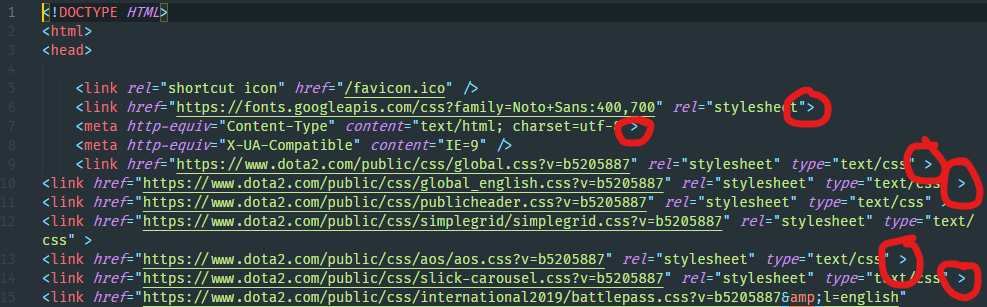 1 <!DOCTYPE HTML>
2 <html>
3 <head>
4
5 <link rel="shortcut icon" href="/favicon.ico" />
6 <link href="https://fonts.googleapis.com/css?family=Noto+Sans:400,700" rel="stylesheet">
7 <meta http-equiv="Content-Type" content="text/html; charset=utf- >
8 <meta http-equiv="X-UA-Compatible" content="IE=9" />
9 <link href="https://www.dota2.com/public/css/global.css?v=b5205887" rel="stylesheet" type="text/css" >
10 <link href="https://www.dota2.com/public/css/global_english.css?v=b5205887" rel="stylesheet" type="text/css" >
11 <link href="https://www.dota2.com/public/css/publicheader.css?v=b5205887" rel="stylesheet" type="text/css" >
12 <link href="https://www.dota2.com/public/css/simplegrid/simplegrid.css?v=b5205887" rel="stylesheet" type="text/
css" >
13 <link href="https://www.dota2.com/public/css/aos/aos.css?v=b5205887" rel="stylesheet" type="text/css" >
14 <link href="https://www.dota2.com/public/css/slick-carousel.css?v=b5205887" rel="stylesheet" type="text/css" >
15 <link href="https://www.dota2.com/public/css/international2019/battlepass.css?v=b5205887&amp;l=english"